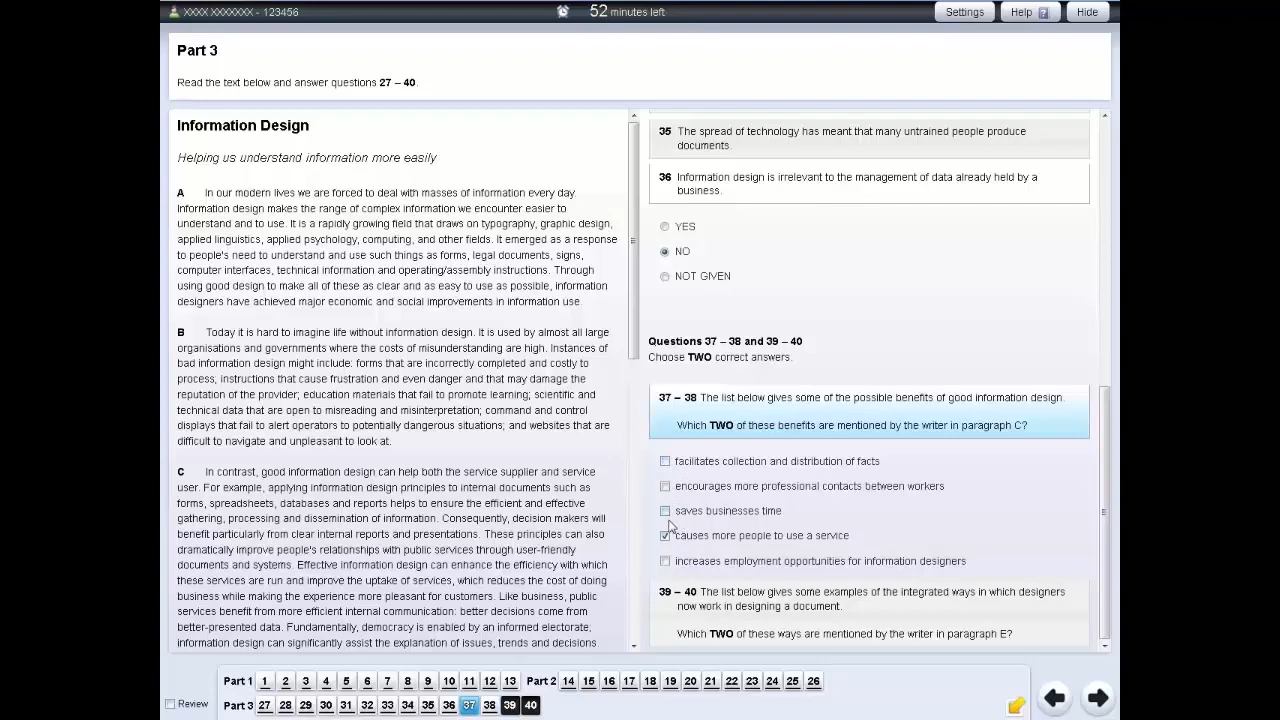 XXXX XXXXXXX - 123456
52 minutes left
Settings
Help ?
Hide
Part 3
Read the text below and answer questions 27 – 40.
Information Design
Helping us understand information more easily
A In our modern lives we are forced to deal with masses of information every day.
Information design makes the range of complex information we encounter easier to
understand and to use. It is a rapidly growing field that draws on typography, graphic design,
applied linguistics, applied psychology, computing, and other fields. It emerged as a response
to people's need to understand and use such things as forms, legal documents, signs,
computer interfaces, technical information and operating/assembly instructions. Through
using good design to make all of these as clear and as easy to use as possible, information
designers have achieved major economic and social improvements in information use.
B Today it is hard to imagine life without information design. It is used by almost all large
organisations and governments where the costs of misunderstanding are high. Instances of
bad information design might include: forms that are incorrectly completed and costly to
process; instructions that cause frustration and even danger and that may damage the
reputation of the provider; education materials that fail to promote learning; scientific and
technical data that are open to misreading and misinterpretation; command and control
displays that fail to alert operators to potentially dangerous situations; and websites that are
difficult to navigate and unpleasant to look at.
C In contrast, good information design can help both the service supplier and service
user. For example, applying information design principles to internal documents such as
forms, spreadsheets, databases and reports helps to ensure the efficient and effective
gathering, processing and dissemination of information. Consequently, decision makers will
benefit particularly from clear internal reports and presentations. These principles can also
dramatically improve people's relationships with public services through user-friendly
documents and systems. Effective information design can enhance the efficiency with which
these services are run and improve the uptake of services, which reduces the cost of doing
business while making the experience more pleasant for customers. Like business, public
services benefit from more efficient internal communication: better decisions come from
better-presented data. Fundamentally, democracy is enabled by an informed electorate;
information design can significantly assist the explanation of issues, trends and decisions.
35 The spread of technology has meant that many untrained people produce
documents.
36 Information design is irrelevant to the management of data already held by a
business.
YES
NO
NOT GIVEN
Questions 37 – 38 and 39 – 40
Choose TWO correct answers.
37 – 38 The list below gives some of the possible benefits of good information design.
Which TWO of these benefits are mentioned by the writer in paragraph C?
facilitates collection and distribution of facts
encourages more professional contacts between workers
saves businesses time
causes more people to use a service
increases employment opportunities for information designers
39 – 40 The list below gives some examples of the integrated ways in which designers
now work in designing a document.
Which TWO of these ways are mentioned by the writer in paragraph E?
Part 1 1 2 3 4 5 6 7 8 9 10 11 12 13 Part 2 14 15 16 17 18 19 20 21 22 23 24 25 26
Review Part 3 27 28 29 30 31 32 33 34 35 36 37 38 39 40